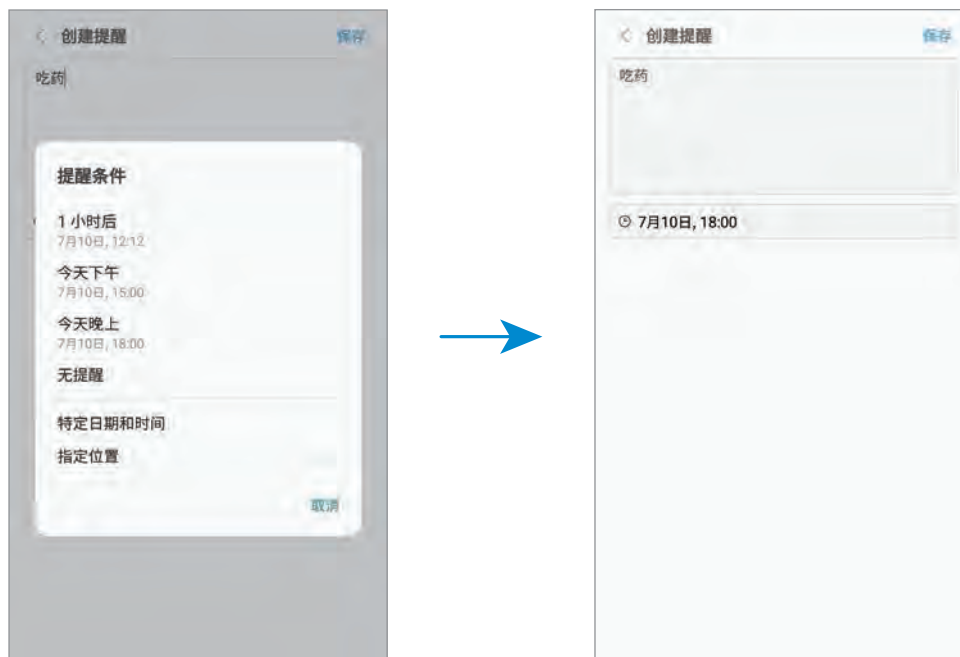 创建提醒
保存
吃药
提醒条件
1 小时后
7月10日, 12:12
今天下午
7月10日, 15:00
今天晚上
7月10日, 18:00
无提醒
特定日期和时间
指定位置
取消
创建提醒
保存
吃药
7月10日, 18:00